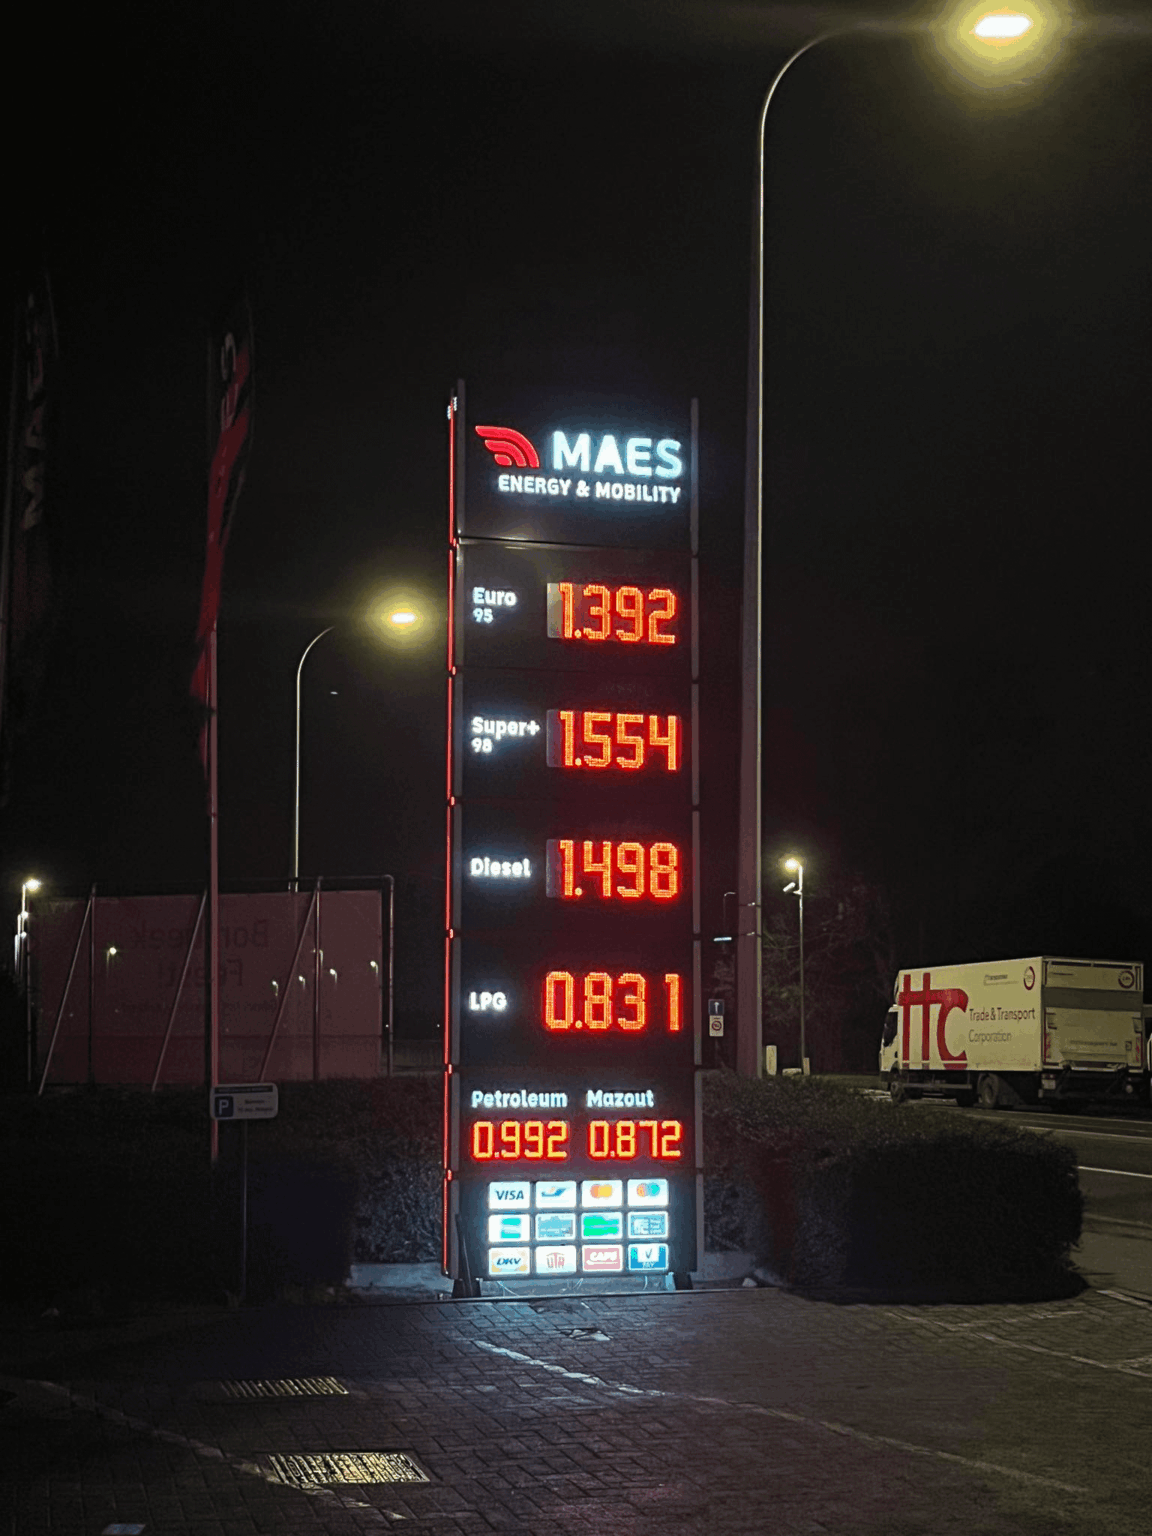 MAES
ENERGY & MOBILITY
Euro
95
1.392
Super+
98
1.554
Diesel
1.498
LPG
0.831
Petroleum Mazout
0.992 0.872
VISA
DKV
UTA
PAY
P
ttc
Trade & Transport
Corporation